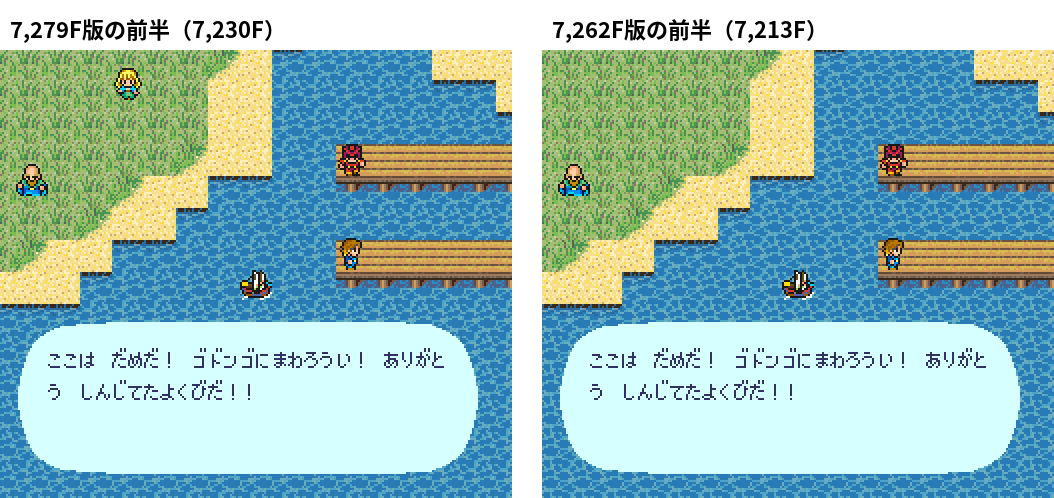 7,279F版の前半（7,230F）
ここは　だめだ！　ゴドンゴにまわろうい！　ありがと
う　しんじてたよくびだ！！
7,262F版の前半（7,213F）
ここは　だめだ！　ゴドンゴにまわろうい！　ありがと
う　しんじてたよくびだ！！